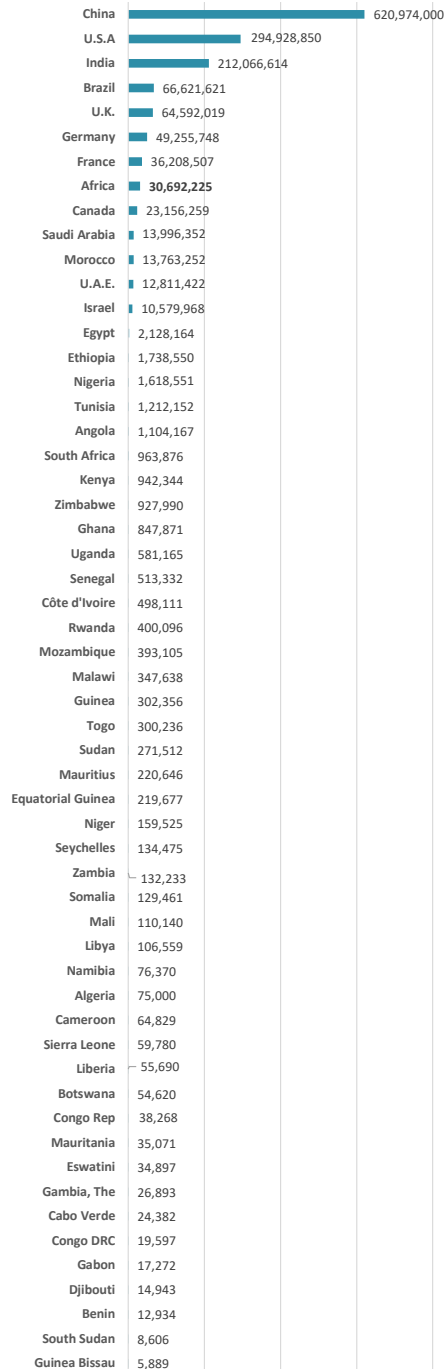 China 620,974,000
U.S.A 294,928,850
India 212,066,614
Brazil 66,621,621
U.K. 64,592,019
Germany 49,255,748
France 36,208,507
Africa 30,692,225
Canada 23,156,259
Saudi Arabia 13,996,352
Morocco 13,763,252
U.A.E. 12,811,422
Israel 10,579,968
Egypt 2,128,164
Ethiopia 1,738,550
Nigeria 1,618,551
Tunisia 1,212,152
Angola 1,104,167
South Africa 963,876
Kenya 942,344
Zimbabwe 927,990
Ghana 847,871
Uganda 581,165
Senegal 513,332
Côte d'Ivoire 498,111
Rwanda 400,096
Mozambique 393,105
Malawi 347,638
Guinea 302,356
Togo 300,236
Sudan 271,512
Mauritius 220,646
Equatorial Guinea 219,677
Niger 159,525
Seychelles 134,475
Zambia 132,233
Somalia 129,461
Mali 110,140
Libya 106,559
Namibia 76,370
Algeria 75,000
Cameroon 64,829
Sierra Leone 59,780
Liberia 55,690
Botswana 54,620
Congo Rep 38,268
Mauritania 35,071
Eswatini 34,897
Gambia, The 26,893
Cabo Verde 24,382
Congo DRC 19,597
Gabon 17,272
Djibouti 14,943
Benin 12,934
South Sudan 8,606
Guinea Bissau 5,889